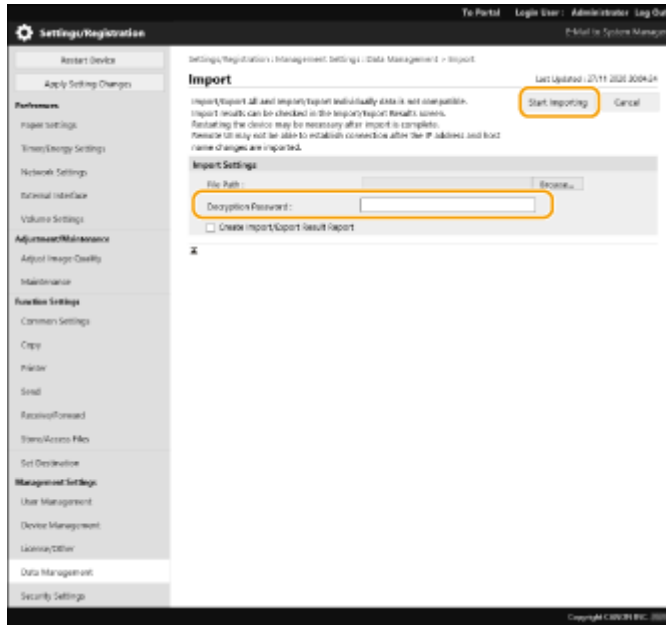 To Portal Login User : Administrator Log Ou
Settings/Registration
E-Mail to System Manage
Restart Device
Apply Setting Changes
Preferences
Paper Settings
Timer/Energy Settings
Network Settings
External Interface
Volume Settings
Adjustment/Maintenance
Adjust Image Quality
Maintenance
Function Settings
Common Settings
Copy
Printer
Send
Receive/Forward
Store/Access Files
Set Destination
Management Settings
User Management
Device Management
License/Other
Data Management
Security Settings
Settings/Registration : Management Settings : Data Management > Import
Import
Last Updated : 27/11 2020
Import/Export All and Import/Export Individually data is not compatible.
Import results can be checked in the Import/Export Results screen.
Restarting the device may be necessary after import is complete.
Remote UI may not be able to establish connection after the IP address and host
name changes are imported.
Start Importing Cancel
Import Settings
File Path :
Browse...
Decryption Password :
Create Import/Export Result Report
Copyright CANON INC.